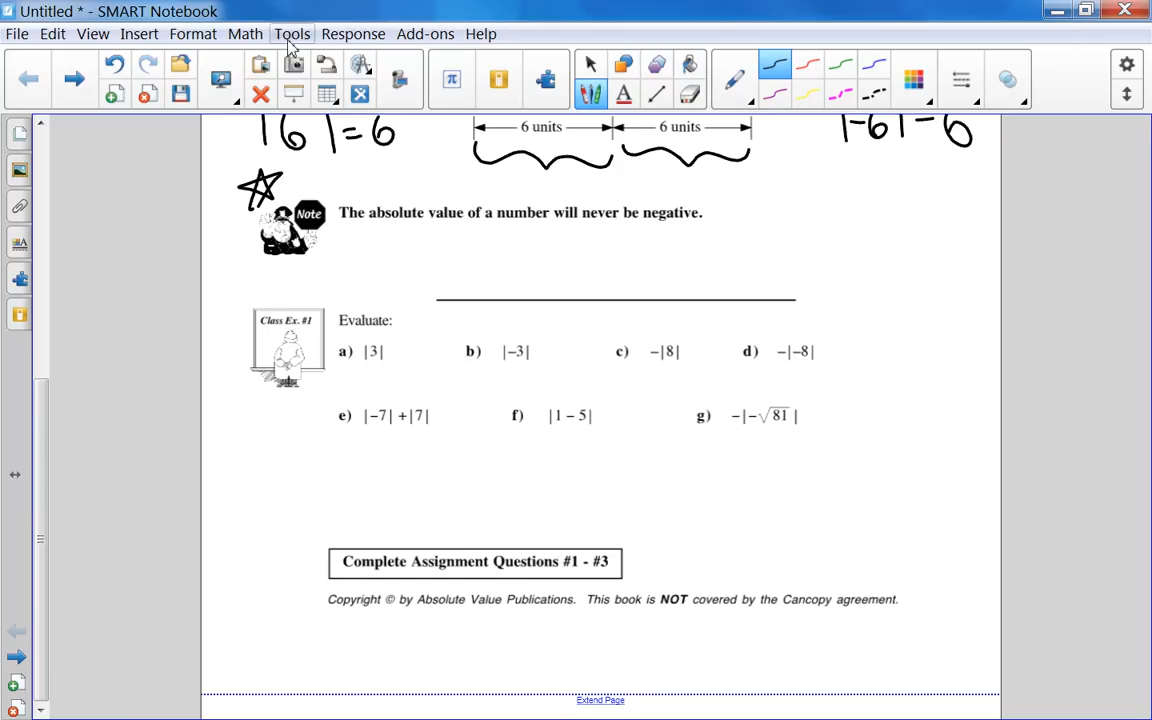 Untitled * - SMART Notebook
File Edit View Insert Format Math Tools Response Add-ons Help
π
A
|6|=6
6 units 6 units
|-6|-6
Note
The absolute value of a number will never be negative.
Class Ex. #1
Evaluate:
a) |3| b) |−3| c) −|8| d) −|−8|
e) |−7| +|7| f) |1 − 5| g) −|−√81 |
Complete Assignment Questions #1 - #3
Copyright © by Absolute Value Publications. This book is NOT covered by the Cancopy agreement.
Extend Page